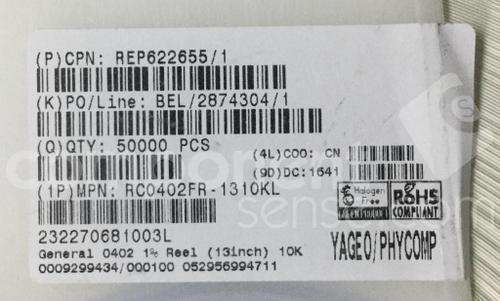 (P)CPN: REP622655/1
(K)PO/Line: BEL/2874304/1
(Q)QTY: 50000 PCS
(4L)COO: CN
(9D)DC:1641
(1P)MPN: RC0402FR-1310KL
Halogen
Free
RoHS
COMPLIANT
232270681003L
YAGEO/PHYCOMP
General 0402 1% Reel (13inch) 10K
0009299434/000100 052956994711